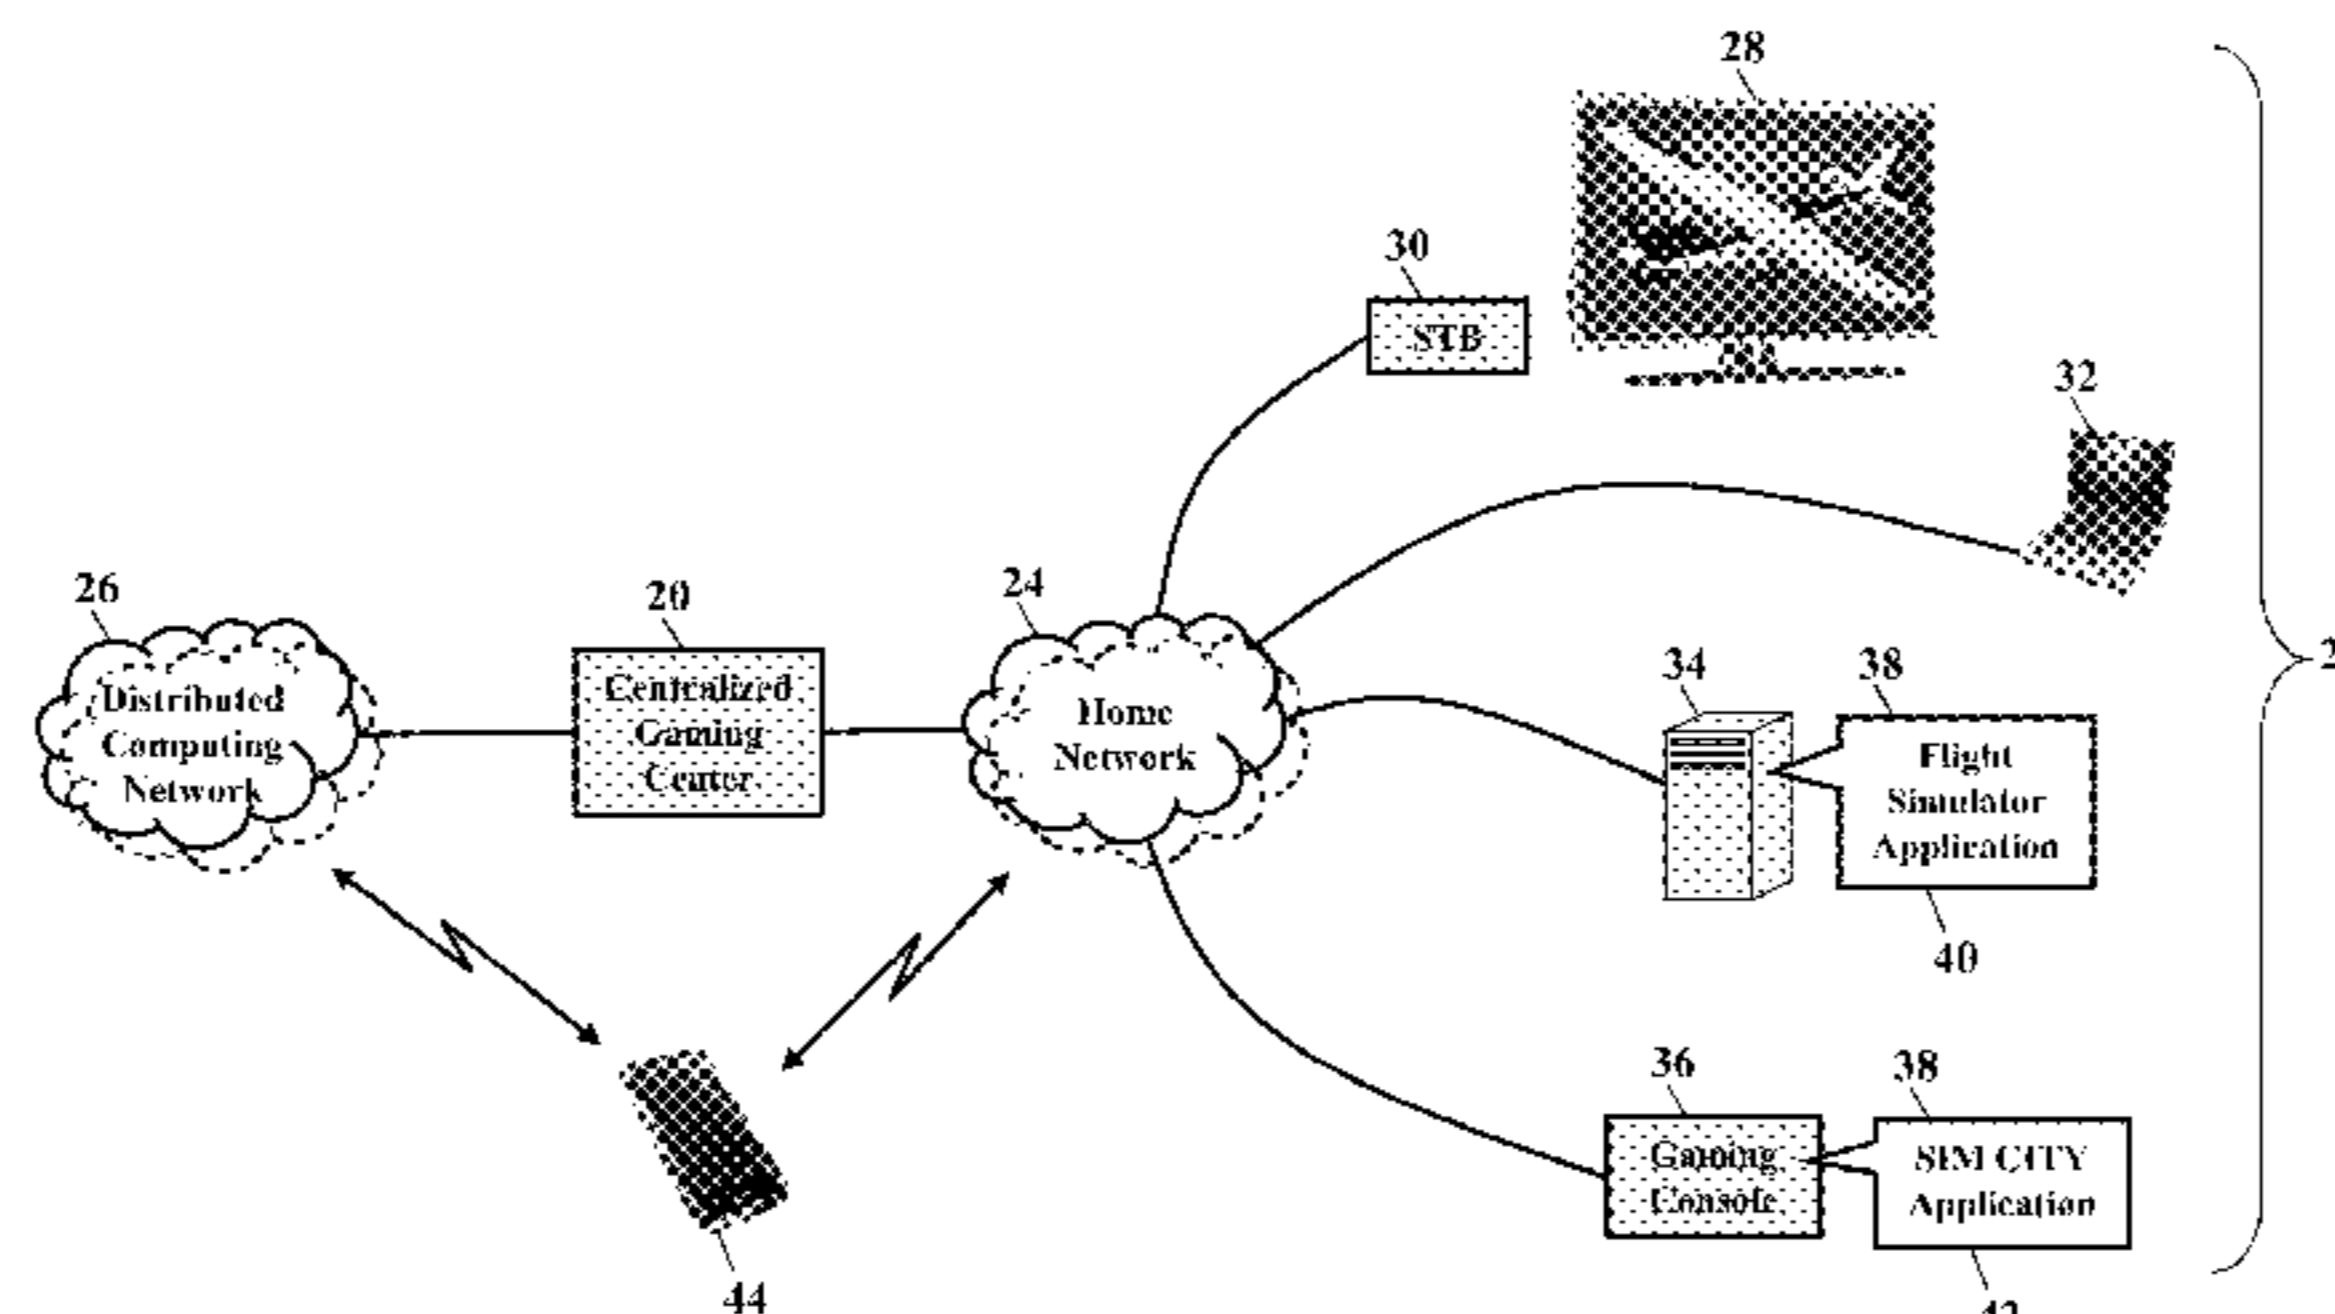 28
30
STB
32
26
20
24
34
38
Distributed
Computing
Network
Centralized
Gaming
Center
Home
Network
Flight
Simulator
Application
40
36
38
Gaming
Console
SIM CITY
Application
44